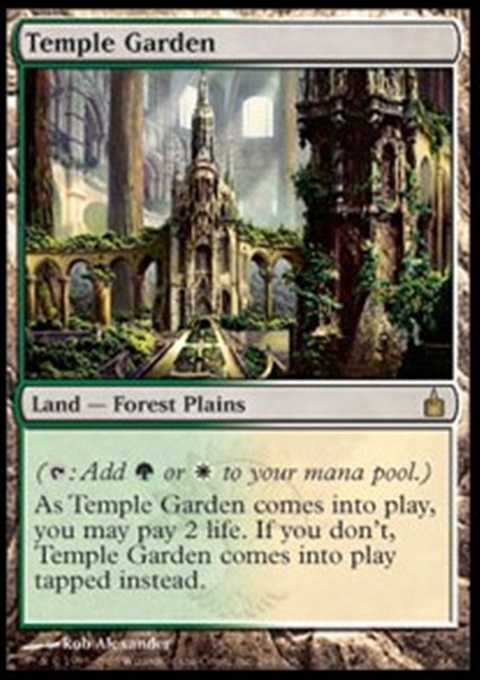 Temple Garden
Land — Forest Plains
( : Add or to your mana pool.)
As Temple Garden comes into play,
you may pay 2 life. If you don't,
Temple Garden comes into play
tapped instead.
Rob Alexander